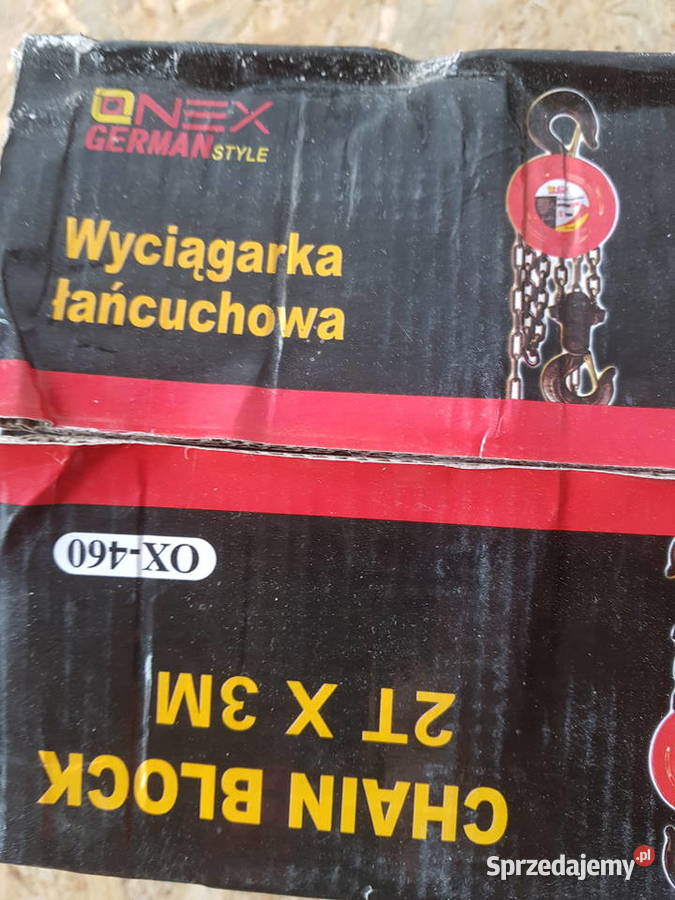 ONEX
GERMAN STYLE
Wyciągarka
łańcuchowa
OX-460
CHAIN BLOCK
2T X 3M
Sprzedajemy.pl